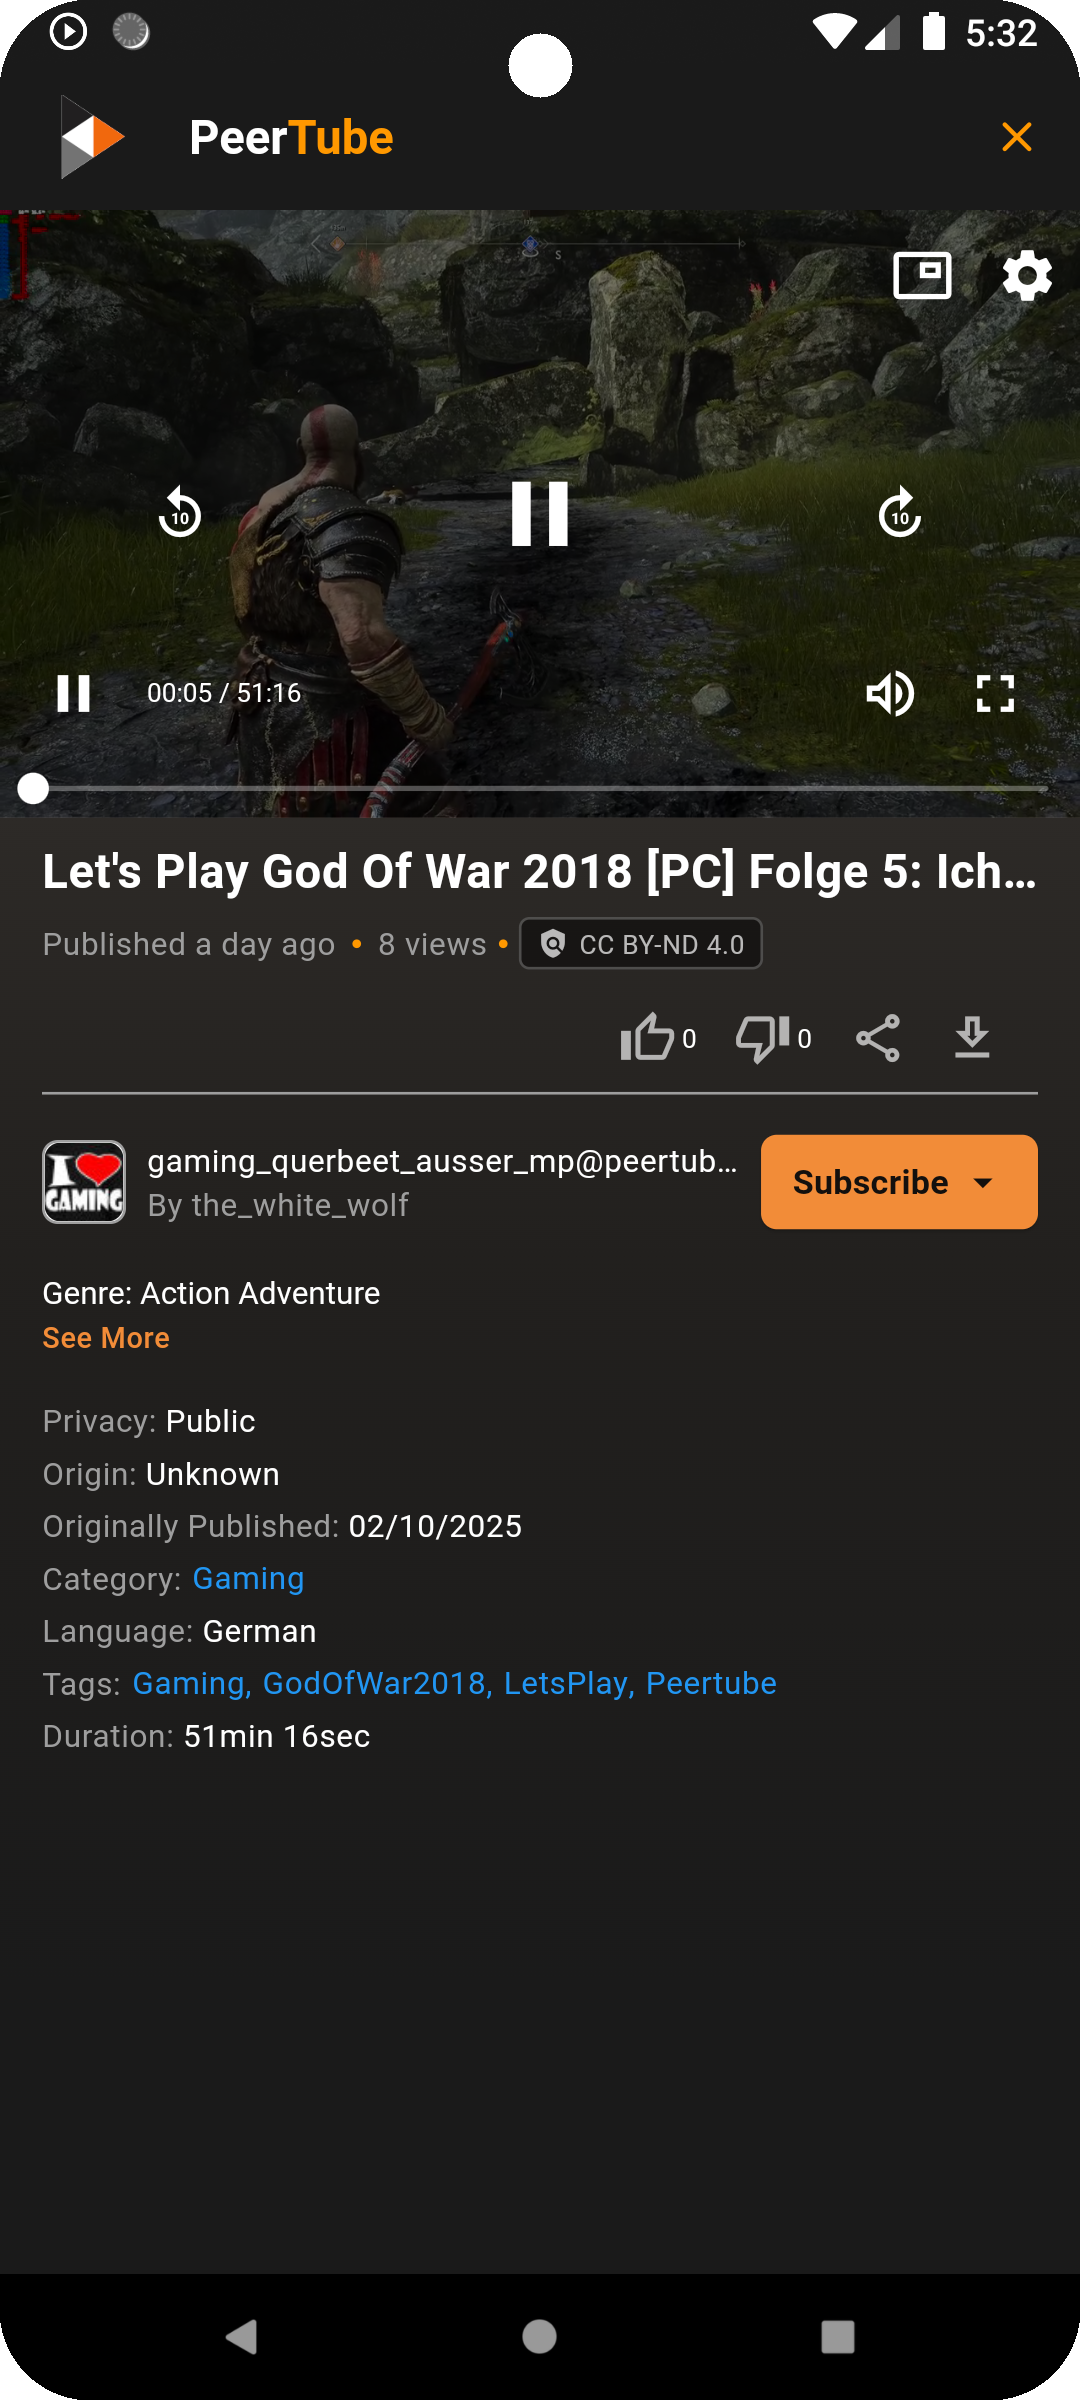 5:32
PeerTube
S
10
10
00:05 / 51:16
Let's Play God Of War 2018 [PC] Folge 5: Ich...
Published a day ago • 8 views • CC BY-ND 4.0
0 0
I GAMING
gaming_querbeet_ausser_mp@peertub...
By the_white_wolf
Subscribe
Genre: Action Adventure
See More
Privacy: Public
Origin: Unknown
Originally Published: 02/10/2025
Category: Gaming
Language: German
Tags: Gaming, GodOfWar2018, LetsPlay, Peertube
Duration: 51min 16sec